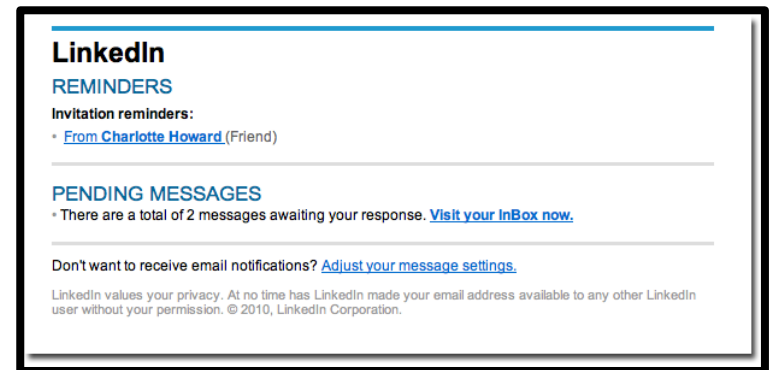 LinkedIn
REMINDERS
Invitation reminders:
• From Charlotte Howard (Friend)
PENDING MESSAGES
• There are a total of 2 messages awaiting your response. Visit your InBox now.
Don't want to receive email notifications? Adjust your message settings.
LinkedIn values your privacy. At no time has LinkedIn made your email address available to any other LinkedIn
user without your permission. © 2010, LinkedIn Corporation.